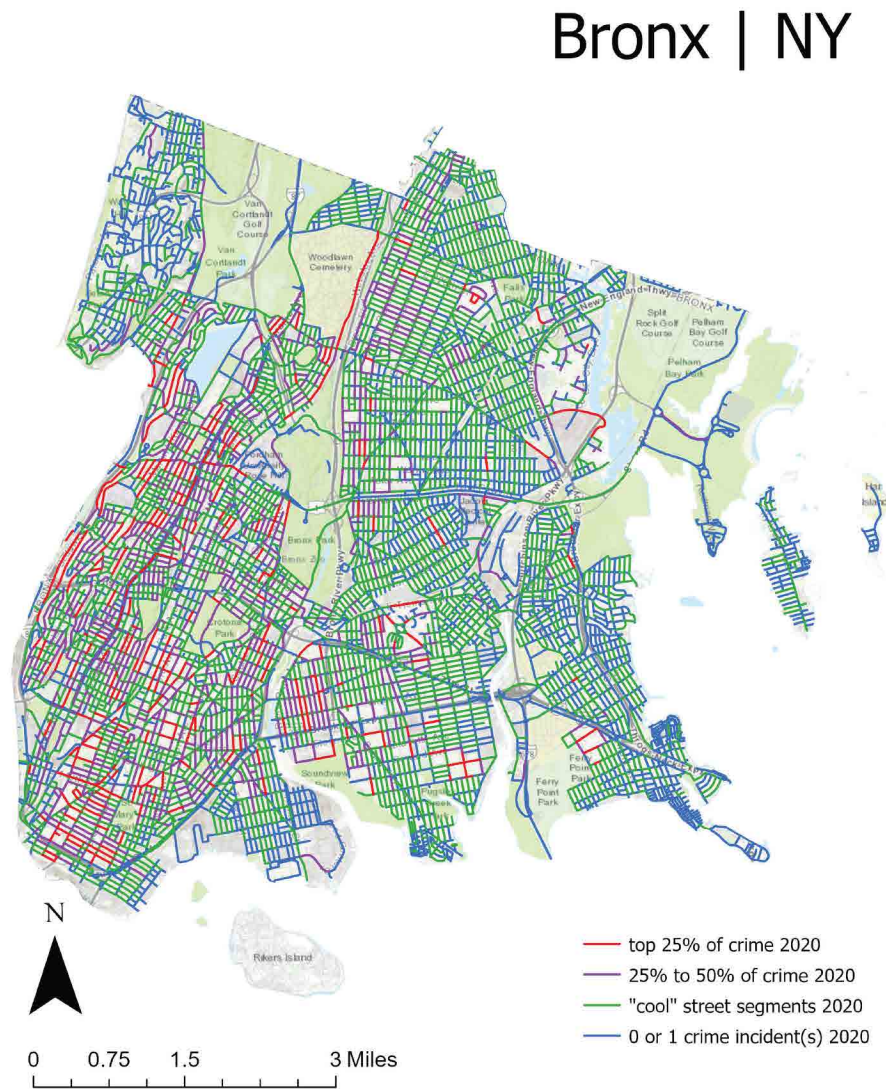 Bronx | NY
Van
Cortlandt
Golf
Course
Van
Cortlandt
Park
Woodlawn
Cemetery
New England Thwy
BRONX
Split
Rock Golf
Course
Pelham
Bay Golf
Course
Pelham
Bay Park
Bronx Park
Bronx Zoo
Bronx River Pkwy
Crotona
Park
Soundview
Park
Ferry
Point
Park
Ferry
Point
Park
Rikers Island
N
top 25% of crime 2020
25% to 50% of crime 2020
"cool" street segments 2020
0 or 1 crime incident(s) 2020
0 0.75 1.5 3 Miles